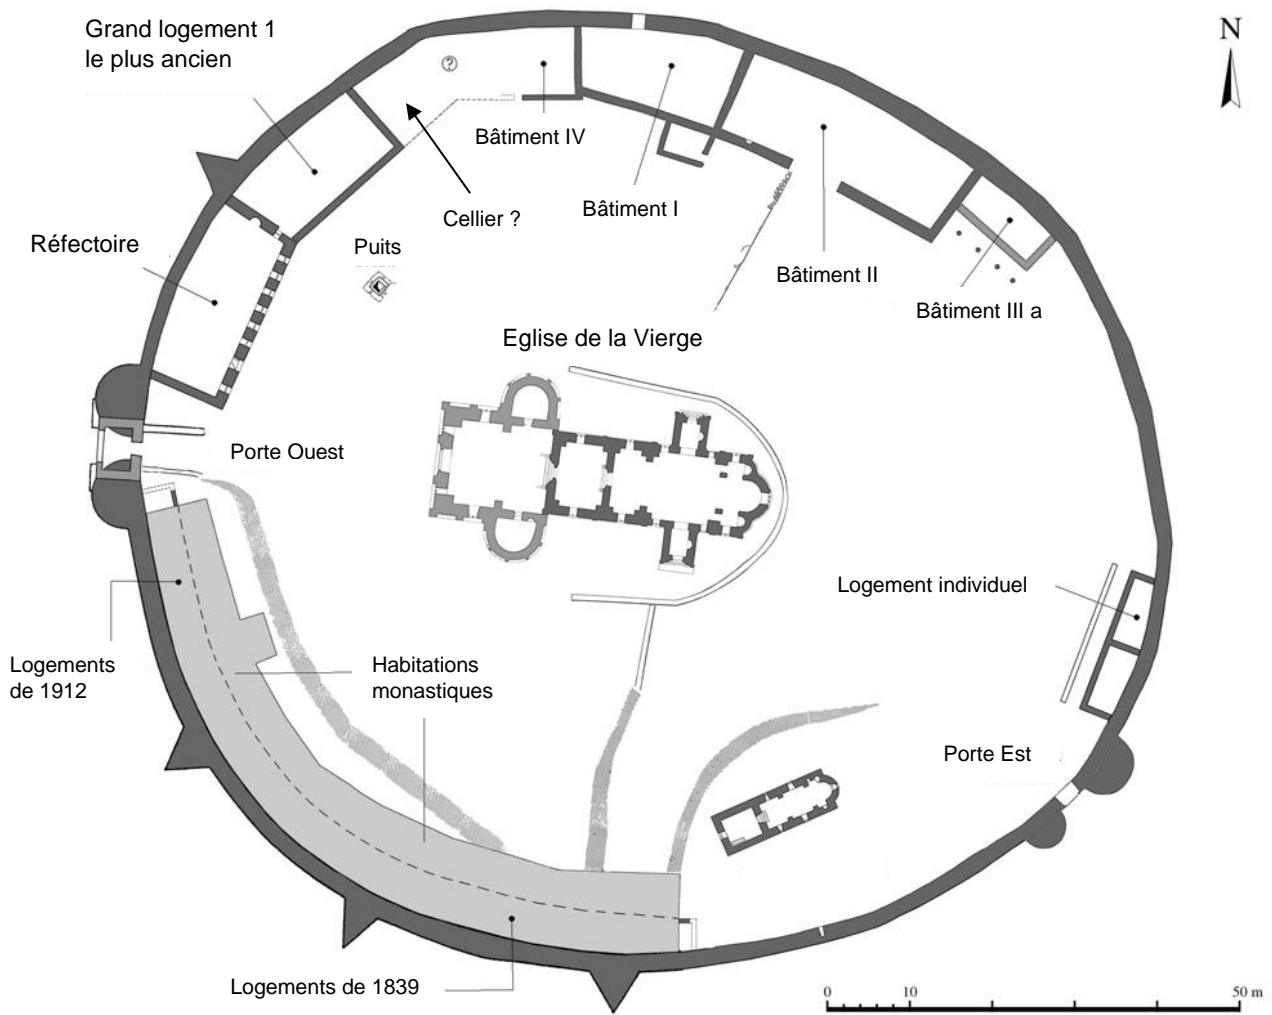 Grand logement 1
le plus ancien
N
?
Bâtiment IV
Cellier ?
Bâtiment I
Réfectoire
Puits
Bâtiment II
Bâtiment III a
Eglise de la Vierge
Porte Ouest
Logement individuel
Logements
de 1912
Habitations
monastiques
Porte Est
Logements de 1839
0 10 50 m